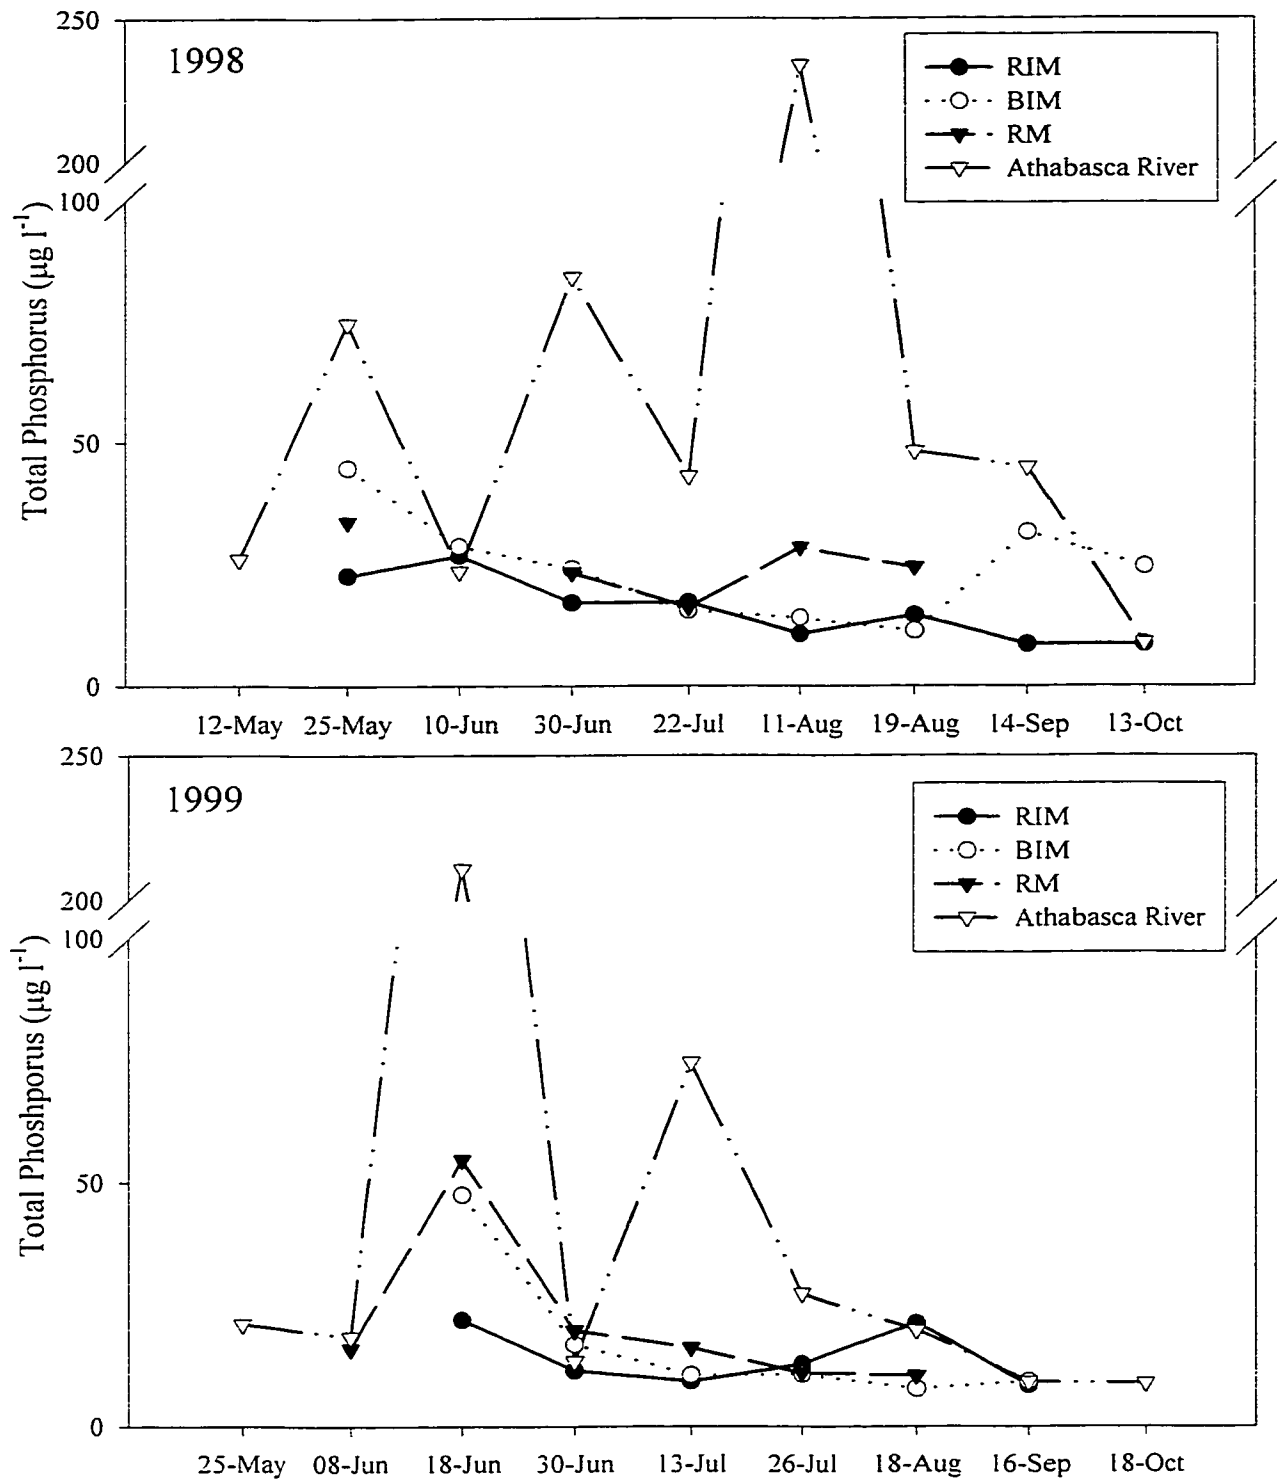 250
1998
RIM
BIM
RM
Athabasca River
200
100
50
0
Total Phosphorus (µg l⁻¹)
12-May 25-May 10-Jun 30-Jun 22-Jul 11-Aug 19-Aug 14-Sep 13-Oct
250
1999
RIM
BIM
RM
Athabasca River
200
100
50
0
Total Phoshporus (µg l⁻¹)
25-May 08-Jun 18-Jun 30-Jun 13-Jul 26-Jul 18-Aug 16-Sep 18-Oct